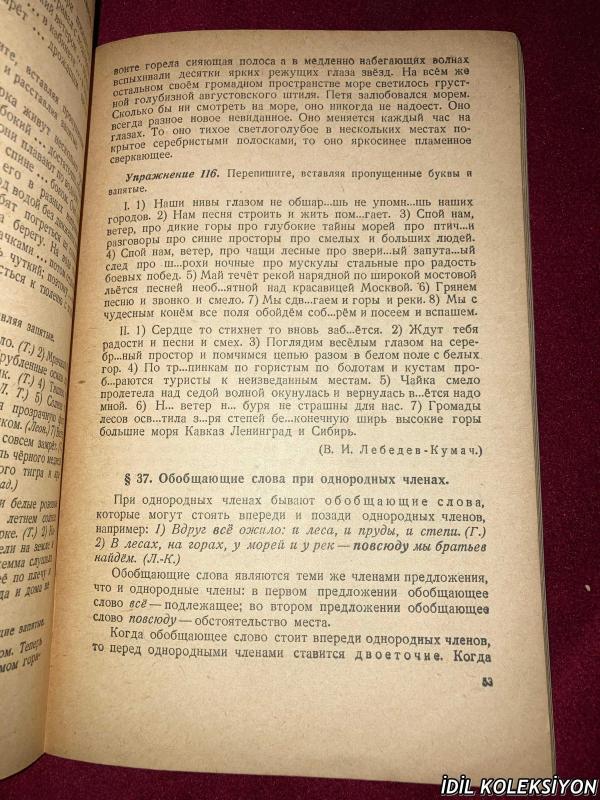 вонте горела сияющая полоса а в медленно набегающих волнах
вспыхивали десятки ярких режущих глаза звёзд. На всём же
остальном своём громадном пространстве море светилось груст-
ной голубизной августовского штиля. Петя залюбовался морем.
Сколько бы ни смотреть на море, оно никогда не надоест. Оно
всегда разное новое невиданное. Оно меняется каждый час на
глазах. То оно тихое светлоголубое в нескольких местах по-
крытое серебристыми полосками, то оно яркосинее пламенное
сверкающее.
Упражнение 116. Перепишите, вставляя пропущенные буквы и
запятые.
I. 1) Наши нивы глазом не обшар...шь не упомн...шь наших
городов. 2) Нам песня строить и жить пом...гает. 3) Спой нам,
ветер, про дикие горы про глубокие тайны морей про птич...и
разговоры про синие просторы про смелых и больших людей.
4) Спой нам, ветер, про чащи лесные про звери...ый запута...ый
след про ш...рохи ночные про мускулы стальные про радость
боевых побед. 5) Май течёт рекой нарядной по широкой мостовой
льётся песней необ...ятной над красавицей Москвой. 6) Грянем
песню и звонко и смело. 7) Мы сдв...гаем и горы и реки. 8) Мы с
чудесным конём все поля обойдём собе...рём и посеем и вспашем.
II. 1) Сердце то стихнет то вновь заб...ётся. 2) Ждут тебя
радости и песни и смех. 3) Поглядим весёлым глазом на сере-
бр...ный простор и помчимся цепью разом в белом поле с белых
гор. 4) По тр...пинкам по гористым по болотам и кустам про-
б...раются туристы к неизведанным местам. 5) Чайка смело
пролетела над седой волной окунулась и вернулась в...ётся надо
мной. 6) Н... ветер н... буря не страшны для нас. 7) Громады
лесов осв...тила з...ря степей бе...конечную ширь высокие горы
большие моря Кавказ Ленинград и Сибирь.
(В. И. Лебедев-Кумач.)
§ 37. Обобщающие слова при однородных членах.
При однородных членах бывают обобщающие слова,
которые могут стоять впереди и позади однородных членов,
например: 1) Вдруг всё ожило: и леса, и пруды, и степи. (Г.)
2) В лесах, на горах, у морей и у рек — повсюду мы братьев
найдём. (Л.-К.)
Обобщающие слова являются теми же членами предложения,
что и однородные члены: в первом предложении обобщающее
слово всё — подлежащее; во втором предложении обобщающее
слово повсюду — обстоятельство места.
Когда обобщающее слово стоит впереди однородных членов,
то перед однородными членами ставится двоеточие. Когда
53
İDİL KOLEKSİYON